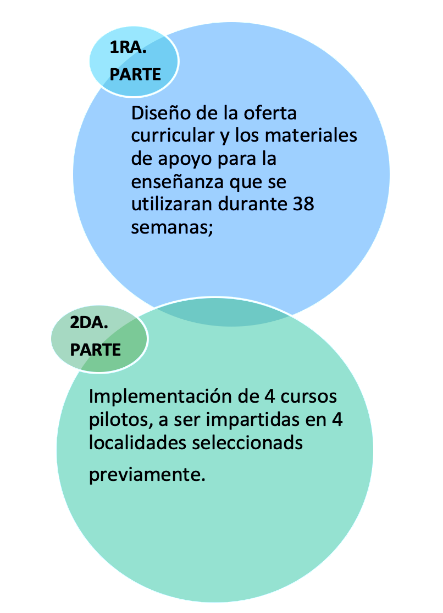 1RA.
PARTE
Diseño de la oferta
curricular y los materiales
de apoyo para la
enseñanza que se
utilizaran durante 38
semanas;
2DA.
PARTE
Implementación de 4 cursos
pilotos, a ser impartidas en 4
localidades seleccionads
previamente.